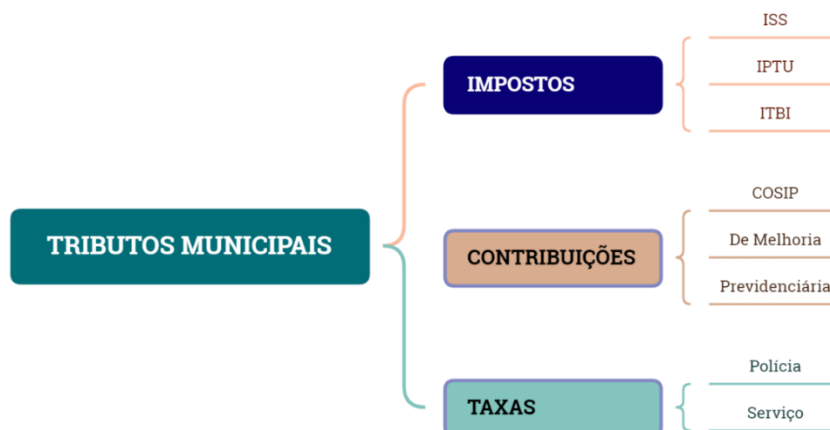 TRIBUTOS MUNICIPAIS
IMPOSTOS
ISS
IPTU
ITBI
CONTRIBUIÇÕES
COSIP
De Melhoria
Previdenciária
TAXAS
Polícia
Serviço